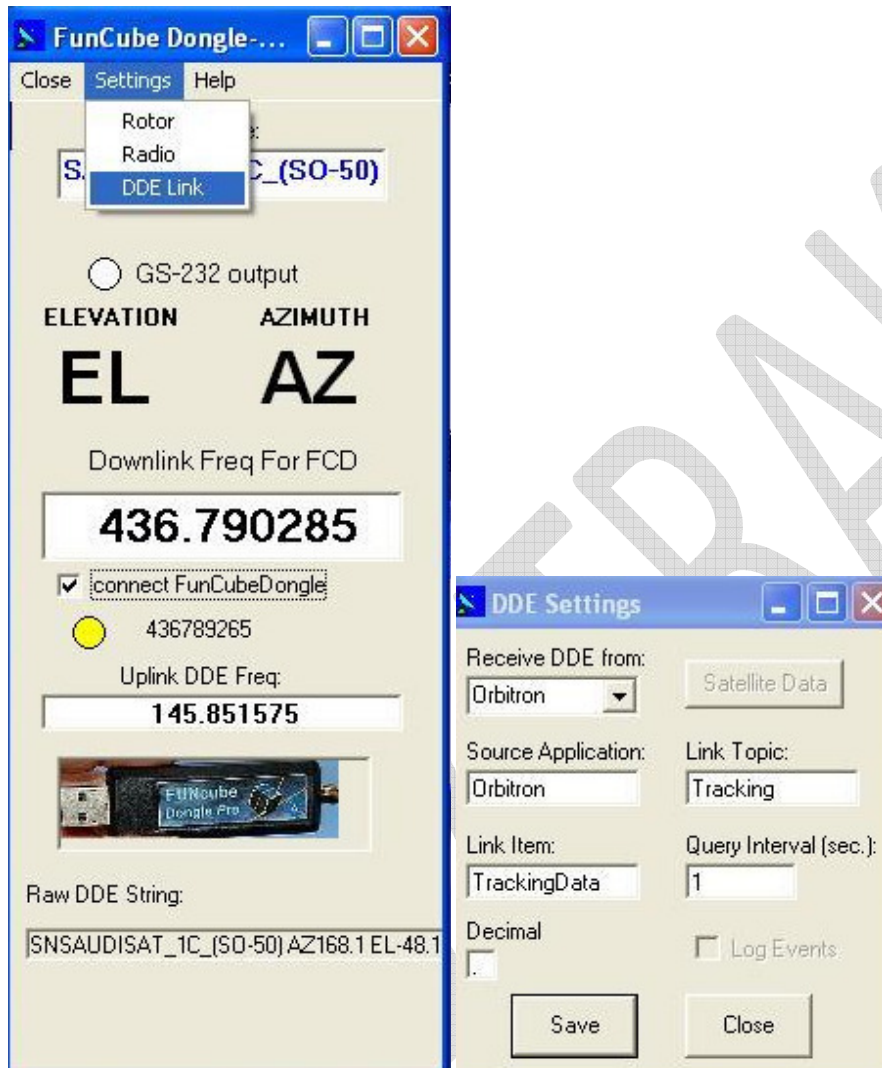 FunCube Dongle-...
Close Settings Help
Rotor
Radio
DDE Link
e:
S. C_(SO-50)
GS-232 output
ELEVATION AZIMUTH
EL AZ
Downlink Freq For FCD
436.790285
connect FunCubeDongle
436789265
Uplink DDE Freq:
145.851575
FUNcube
Dongle Pro
Raw DDE String:
SNSAUDISAT_1C_(SO-50) AZ168.1 EL-48.1
DDE Settings
Receive DDE from:
Orbitron
Satellite Data
Source Application: Link Topic:
Orbitron Tracking
Link Item: Query Interval (sec.):
TrackingData 1
Decimal
.
Log Events
Save Close